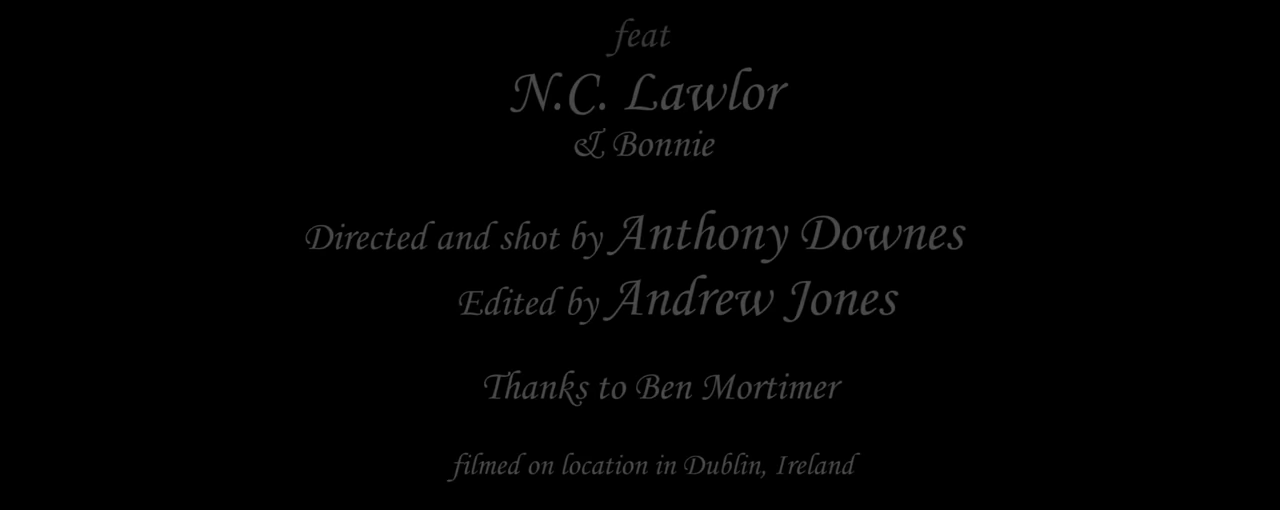 feat
N.C. Lawlor
& Bonnie
Directed and shot by Anthony Downes
Edited by Andrew Jones
Thanks to Ben Mortimer
filmed on location in Dublin, Ireland